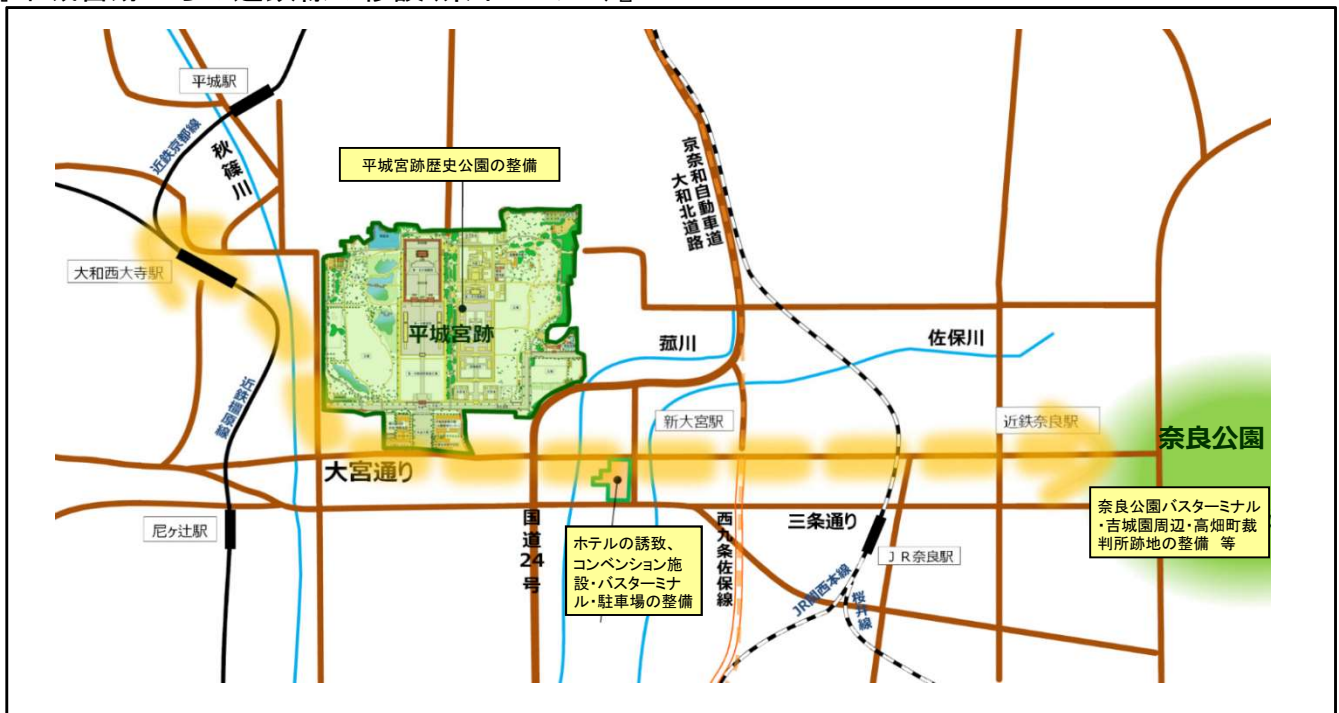 平城駅
近鉄京都線
秋篠川
平城宮跡歴史公園の整備
京奈和自動車道
大和北道路
大和西大寺駅
平城宮跡
菰川
佐保川
近鉄橿原線
新大宮駅
近鉄奈良駅
奈良公園
大宮通り
尼ヶ辻駅
国道24号
ホテルの誘致、
コンベンション施
設・バスターミナ
ル・駐車場の整備
西九条佐保線
三条通り
JR奈良駅
JR関西本線
桜井線
奈良公園バスターミナル
・吉城園周辺・高畑町裁
判所跡地の整備 等